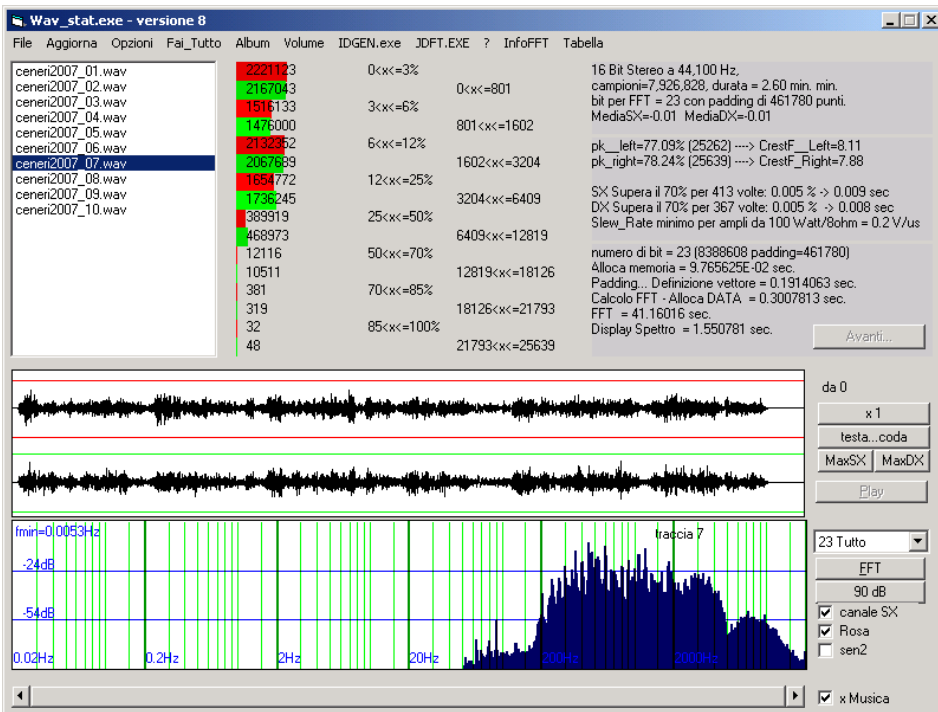 Wav_stat.exe - versione 8
File Aggiorna Opzioni Fai_Tutto Album Volume IDGEN.exe JDFT.EXE ? InfoFFT Tabella
ceneri2007_01.wav
ceneri2007_02.wav
ceneri2007_03.wav
ceneri2007_04.wav
ceneri2007_05.wav
ceneri2007_06.wav
ceneri2007_07.wav
ceneri2007_08.wav
ceneri2007_09.wav
ceneri2007_10.wav
2221123 0<x<=3%
2167043 0<x<=801
1516133 3<x<=6%
1476000 801<x<=1602
2132352 6<x<=12%
2067689 1602<x<=3204
1654772 12<x<=25%
1736245 3204<x<=6409
389919 25<x<=50%
468973 6409<x<=12819
12116 50<x<=70%
10511 12819<x<=18126
381 70<x<=85%
319 18126<x<=21793
32 85<x<=100%
48 21793<x<=25639
16 Bit Stereo a 44,100 Hz,
campioni=7,926,828, durata = 2.60 min. min.
bit per FFT = 23 con padding di 461780 punti.
MediaSX=-0.01 MediaDX=-0.01
pk__left=77.09% (25262) ----> CrestF__Left=8.11
pk_right=78.24% (25639) ----> CrestF_Right=7.88
SX Supera il 70% per 413 volte: 0.005 % -> 0.009 sec
DX Supera il 70% per 367 volte: 0.005 % -> 0.008 sec
Slew_Rate minimo per ampli da 100 Watt/8ohm = 0.2 V/us
numero di bit = 23 (8388608 padding=461780)
Alloca memoria = 9.765625E-02 sec.
Padding... Definizione vettore = 0.1914063 sec.
Calcolo FFT - Alloca DATA = 0.3007813 sec.
FFT = 41.16016 sec.
Display Spettro = 1.550781 sec.
Avanti...
da 0
x 1
testa...coda
MaxSX MaxDX
Play
fmin=0.0053Hz
traccia 7
-24dB
-54dB
0.02Hz 0.2Hz 2Hz 20Hz 200Hz 2000Hz
23 Tutto
FFT
90 dB
canale SX
Rosa
sen2
x Musica